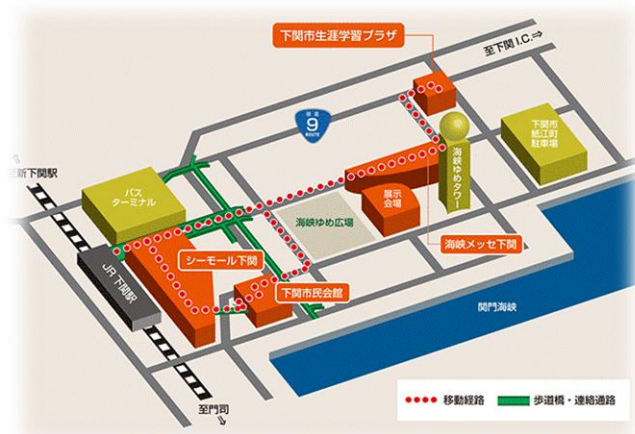 下関市生涯学習プラザ
至下関I.C.⇒
国道
9
ROUTE
至新下関駅
バス
ターミナル
海峡ゆめタワー
下関市
細江町
駐車場
展示
会場
海峡ゆめ広場
シーモール下関
海峡メッセ下関
JR下関駅
下関市民会館
関門海峡
至門司
移動経路
歩道橋・連絡通路